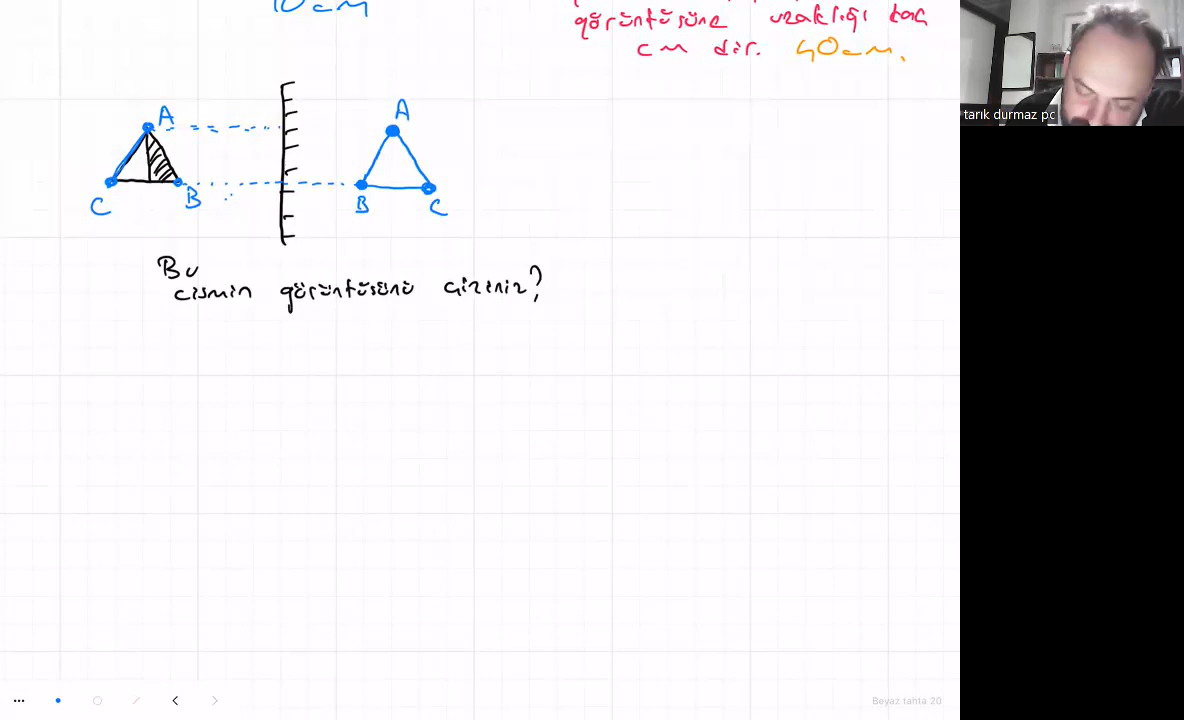 10cm
görüntüsüne uzaklığı kaç
cm dir. 40cm.
tarık durmaz pc
A
A
C
B
B
C
Bu
cismin görüntüsünü çiziniz?
Beyaz tahta 20